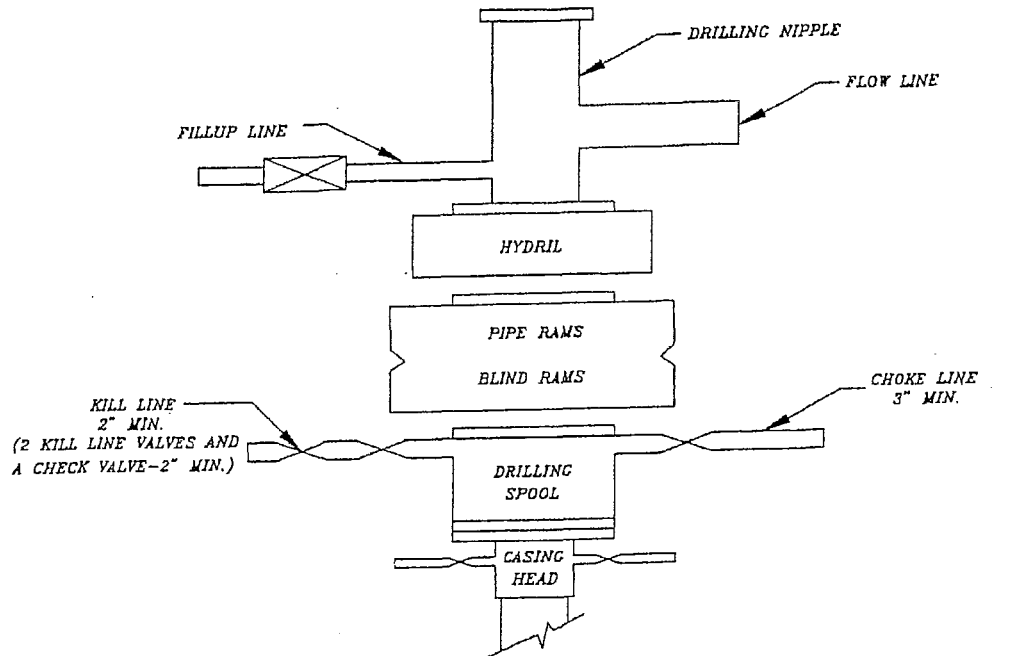 DRILLING NIPPLE
FLOW LINE
FILLUP LINE
HYDRIL
PIPE RAMS
BLIND RAMS
CHOKE LINE
3" MIN.
KILL LINE
2" MIN.
(2 KILL LINE VALVES AND
A CHECK VALVE-2" MIN.)
DRILLING
SPOOL
CASING
HEAD